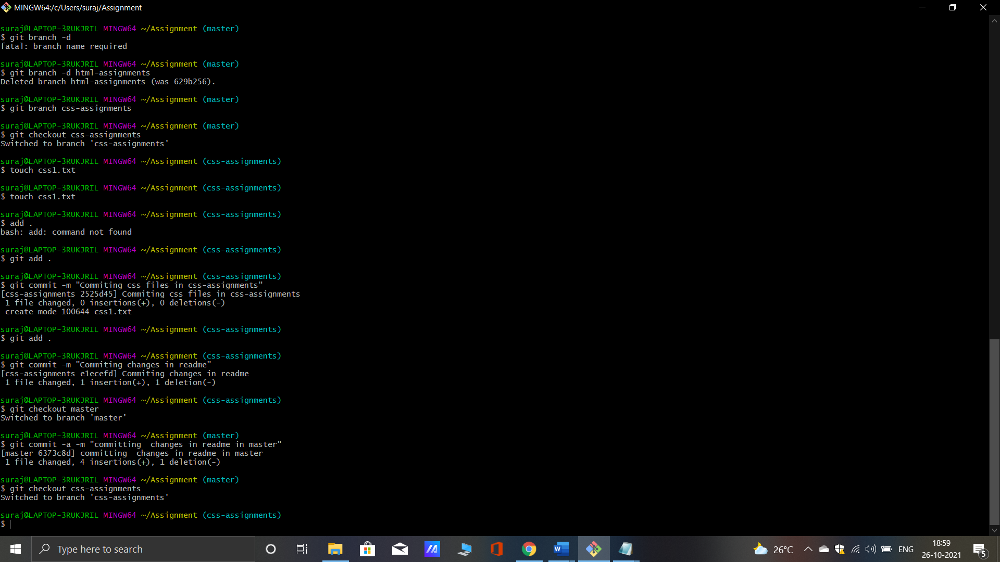 MINGW64:/c/Users/suraj/Assignment
suraj@LAPTOP-3RUKJRIL MINGW64 ~/Assignment (master)
$ git branch -d
fatal: branch name required
suraj@LAPTOP-3RUKJRIL MINGW64 ~/Assignment (master)
$ git branch -d html-assignments
Deleted branch html-assignments (was 629b256).
suraj@LAPTOP-3RUKJRIL MINGW64 ~/Assignment (master)
$ git branch css-assignments
suraj@LAPTOP-3RUKJRIL MINGW64 ~/Assignment (master)
$ git checkout css-assignments
Switched to branch 'css-assignments'
suraj@LAPTOP-3RUKJRIL MINGW64 ~/Assignment (css-assignments)
$ touch css1.txt
suraj@LAPTOP-3RUKJRIL MINGW64 ~/Assignment (css-assignments)
$ touch css1.txt
suraj@LAPTOP-3RUKJRIL MINGW64 ~/Assignment (css-assignments)
$ add .
bash: add: command not found
suraj@LAPTOP-3RUKJRIL MINGW64 ~/Assignment (css-assignments)
$ git add .
suraj@LAPTOP-3RUKJRIL MINGW64 ~/Assignment (css-assignments)
$ git commit -m "Commiting css files in css-assignments"
[css-assignments 2525d45] Commiting css files in css-assignments
1 file changed, 0 insertions(+), 0 deletions(-)
create mode 100644 css1.txt
suraj@LAPTOP-3RUKJRIL MINGW64 ~/Assignment (css-assignments)
$ git add .
suraj@LAPTOP-3RUKJRIL MINGW64 ~/Assignment (css-assignments)
$ git commit -m "Commiting changes in readme"
[css-assignments e1ecefd] Commiting changes in readme
1 file changed, 1 insertion(+), 1 deletion(-)
suraj@LAPTOP-3RUKJRIL MINGW64 ~/Assignment (css-assignments)
$ git checkout master
Switched to branch 'master'
suraj@LAPTOP-3RUKJRIL MINGW64 ~/Assignment (master)
$ git commit -a -m "committing  changes in readme in master"
[master 6373c8d] committing  changes in readme in master
1 file changed, 4 insertions(+), 1 deletion(-)
suraj@LAPTOP-3RUKJRIL MINGW64 ~/Assignment (master)
$ git checkout css-assignments
Switched to branch 'css-assignments'
suraj@LAPTOP-3RUKJRIL MINGW64 ~/Assignment (css-assignments)
$
Type here to search
W
26°C
ENG
18:59
26-10-2021
5